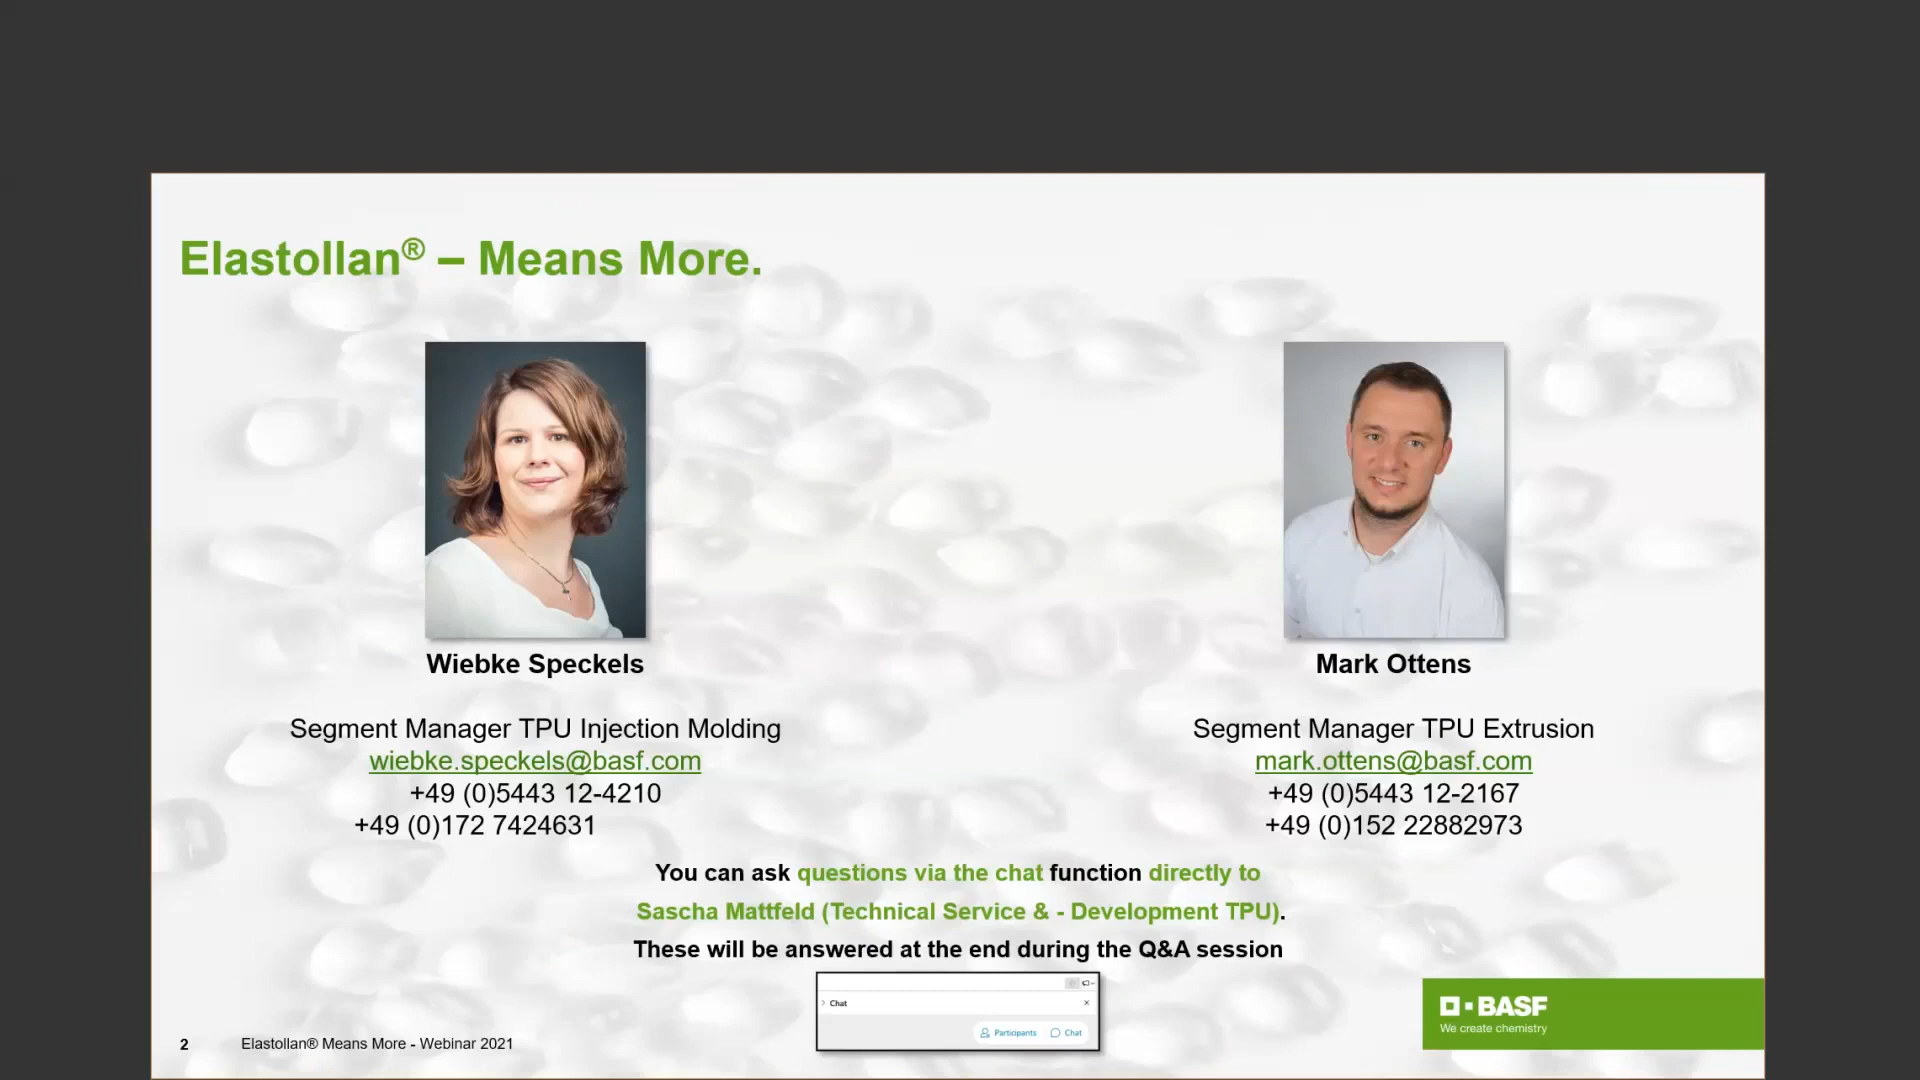 Elastollan® – Means More.
Wiebke Speckels
Segment Manager TPU Injection Molding
wiebke.speckels@basf.com
+49 (0)5443 12-4210
+49 (0)172 7424631
Mark Ottens
Segment Manager TPU Extrusion
mark.ottens@basf.com
+49 (0)5443 12-2167
+49 (0)152 22882973
You can ask questions via the chat function directly to
Sascha Mattfeld (Technical Service & - Development TPU).
These will be answered at the end during the Q&A session
Chat
Participants Chat
2 Elastollan® Means More - Webinar 2021
BASF
We create chemistry